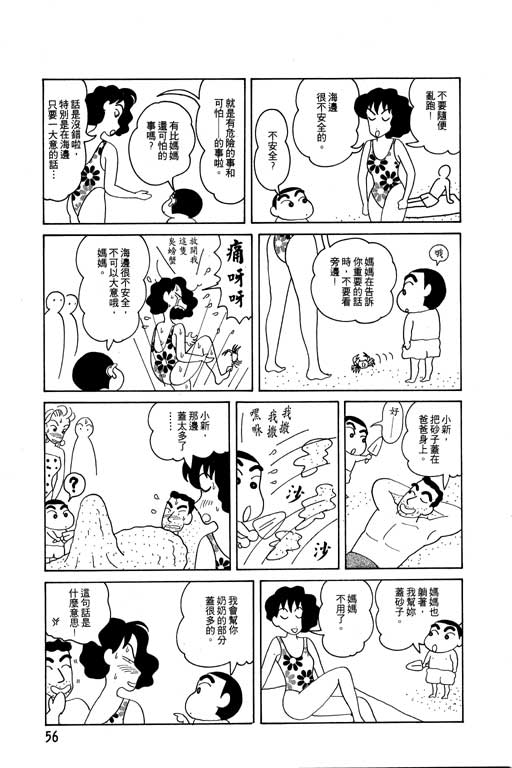 不要隨便
亂跑！
海邊
很不安全的。
不安全？
就是有危險的事和
可怕——的事啦。
有比媽媽
還可怕的
事嗎？
話是沒錯啦，
特別是在海邊
只要一大意的話…
哦
媽媽在告訴
你重要的話
時，不要看
旁邊！
痛呀呀
放開我
這隻
臭螃蟹
海邊很不安全
不可以大意哦，
媽媽。
小新，
把砂子蓋在
爸爸身上。
好
我撒
我撒
嘿咻
沙
沙
小新，
那邊
蓋太多了
?
媽媽也
躺著，
我幫妳
蓋砂子。
媽媽
不用了。
我會幫你
奶奶的部分
蓋很多的。
這句話是
什麼意思！
56